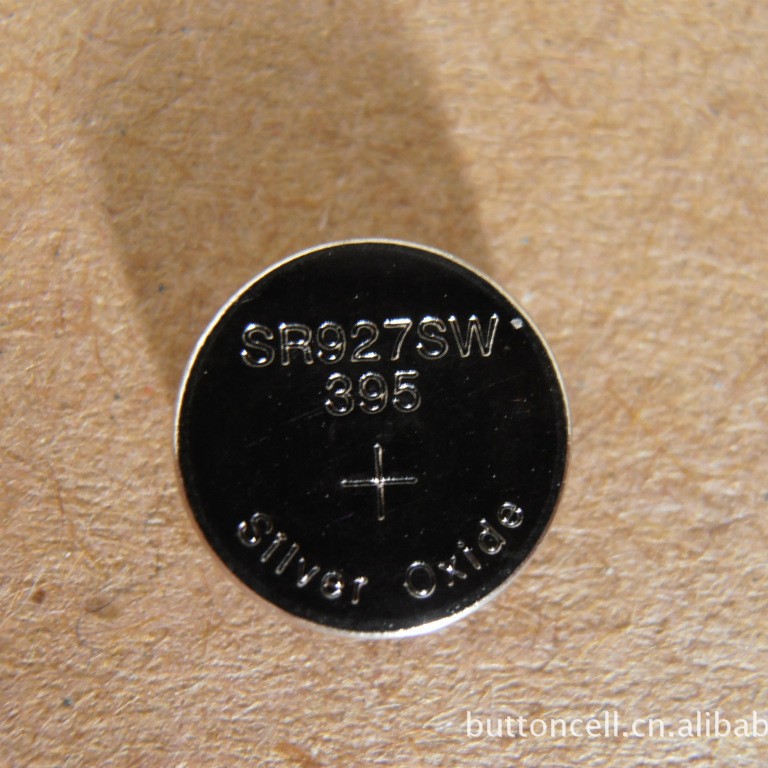 SR927SW
395
+
Silver Oxide
buttoncell.cn.alibab